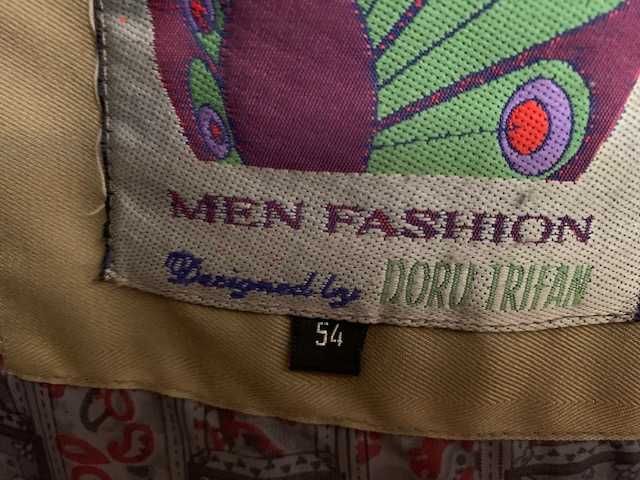 MEN FASHION
Designed by DORU TRIFAN
54